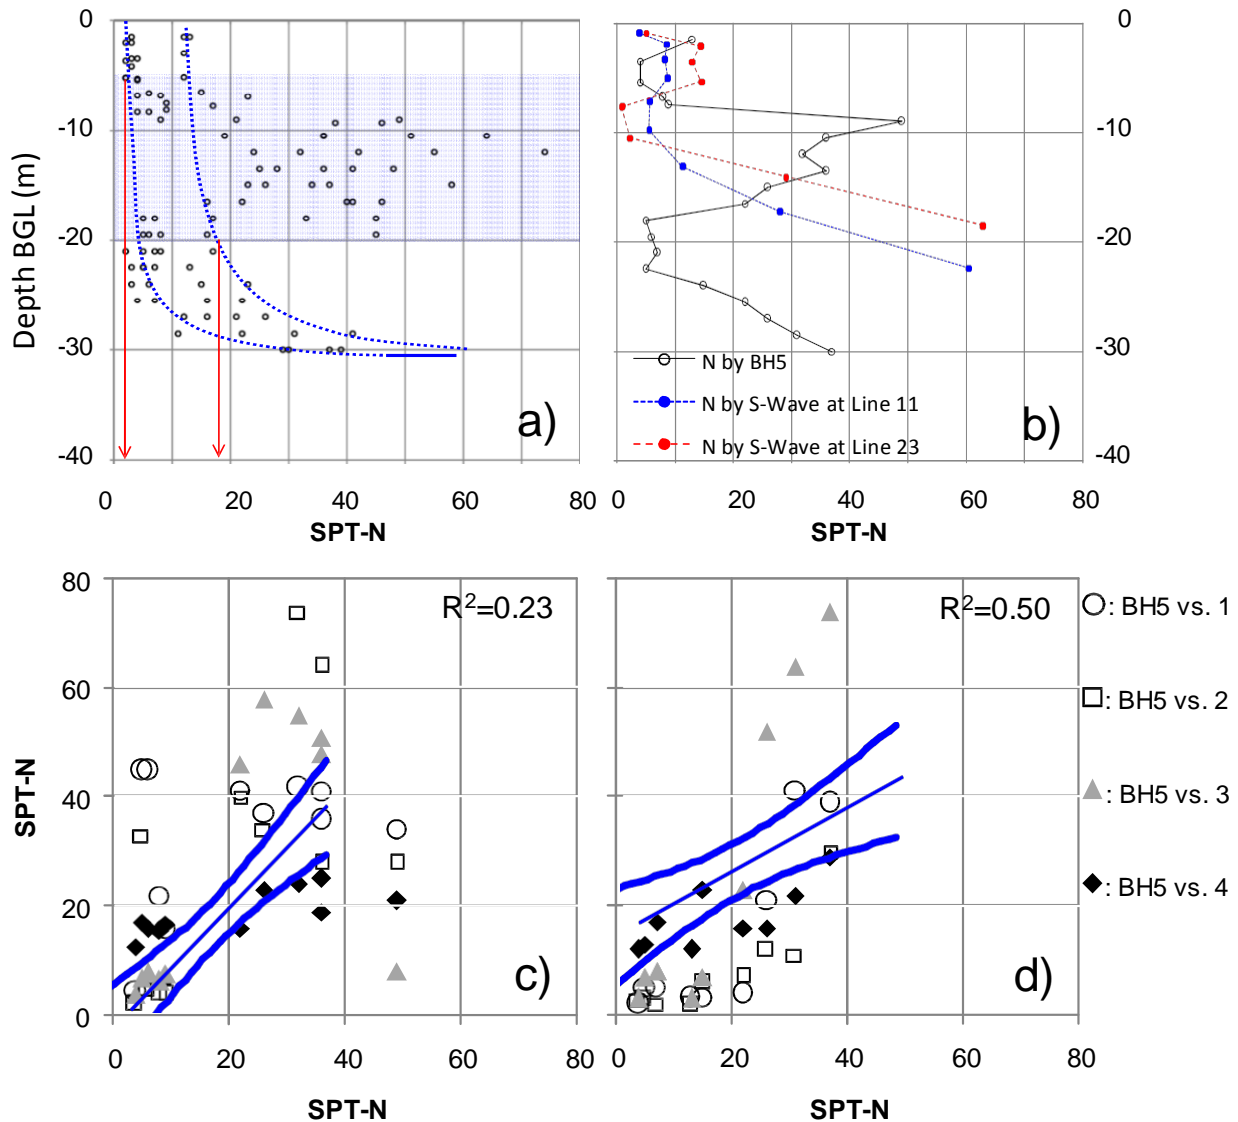 0
-10
-20
-30
-40
Depth BGL (m)
a)
0 20 40 60 80
SPT-N
0
-10
-20
-30
-40
N by BH5
N by S-Wave at Line 11
N by S-Wave at Line 23
b)
0 20 40 60 80
SPT-N
80
60
40
20
0
SPT-N
R²=0.23
c)
0 20 40 60 80
SPT-N
R²=0.50
d)
0 20 40 60 80
SPT-N
: BH5 vs. 1
: BH5 vs. 2
: BH5 vs. 3
: BH5 vs. 4